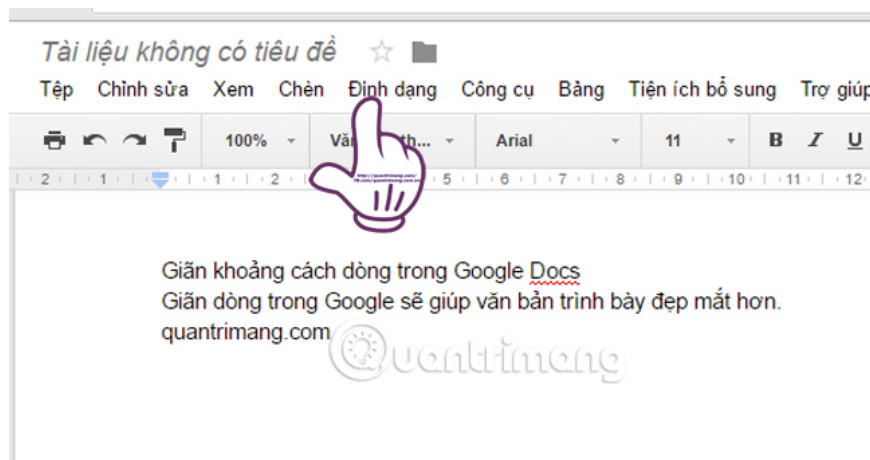 Tài liệu không có tiêu đề
Tệp Chỉnh sửa Xem Chèn Định dạng Công cụ Bảng Tiện ích bổ sung Trợ giúp
100% Arial 11 B I U
2 1 1 2 5 6 7 8 9 10 11 12
Giãn khoảng cách dòng trong Google Docs
Giãn dòng trong Google sẽ giúp văn bản trình bày đẹp mắt hơn.
quantrimang.com
Quantrimang